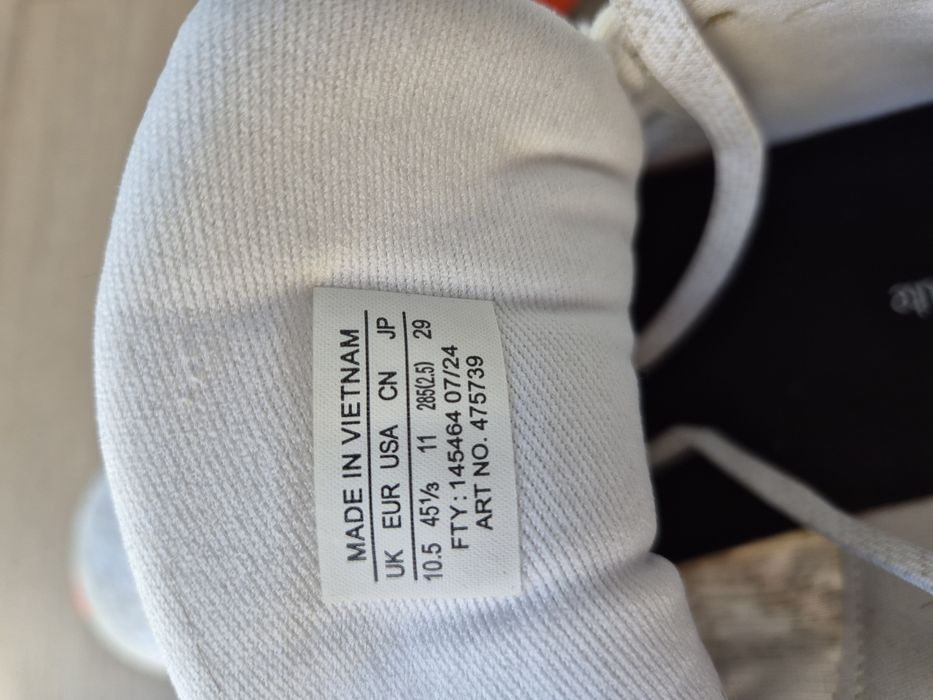 MADE IN VIETNAM
UK EUR USA CN JP
10.5 45⅓ 11 285(2.5) 29
FTY: 145464 07/24
ART NO. 475739